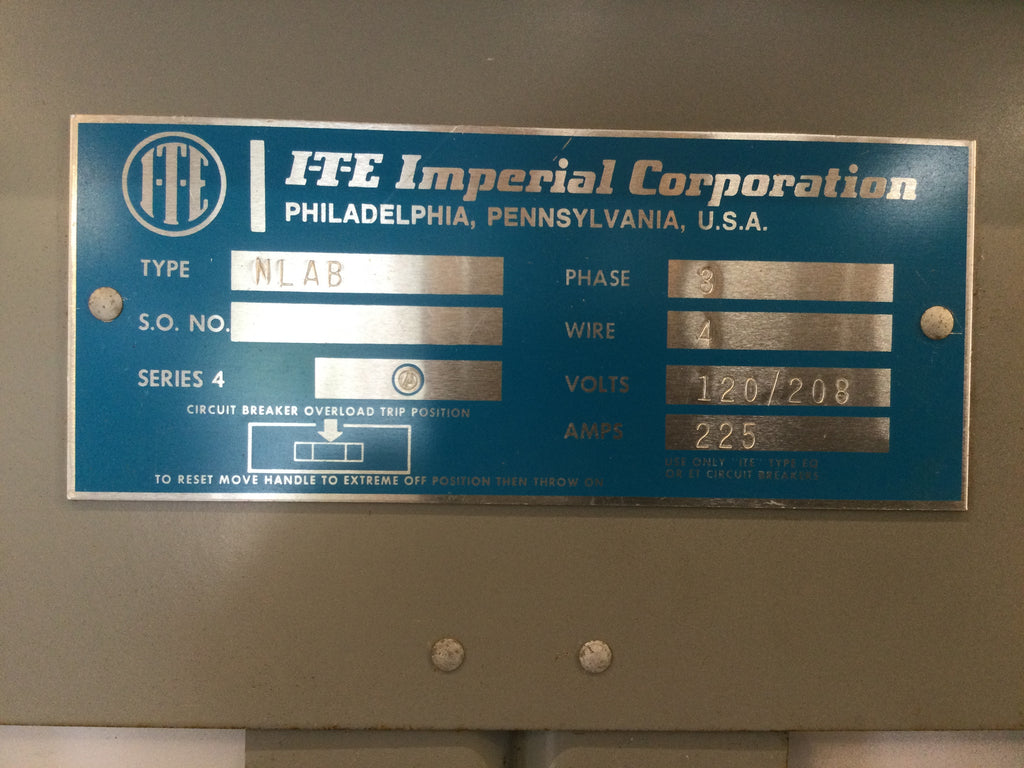 I-T-E
I-T-E Imperial Corporation
PHILADELPHIA, PENNSYLVANIA, U.S.A.
TYPE NLAB
S.O. NO.
SERIES 4
CIRCUIT BREAKER OVERLOAD TRIP POSITION
TO RESET MOVE HANDLE TO EXTREME OFF POSITION THEN THROW ON
PHASE 3
WIRE 4
VOLTS 120/208
AMPS 225
USE ONLY "ITE" TYPE EQ
OR ET CIRCUIT BREAKERS